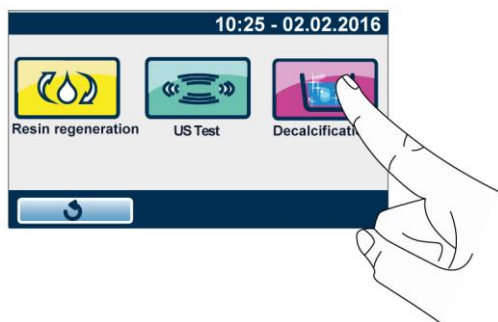 10:25 - 02.02.2016
Resin regeneration
US Test
Decalcificati